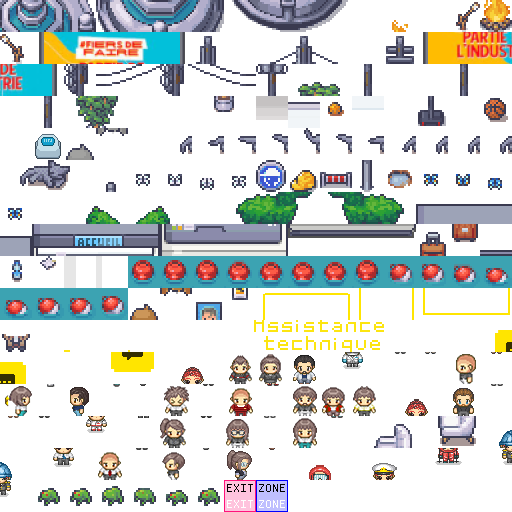 #FIERS DE
FAIRE
PARTIE
L'INDUST
DE
TRIE
ACCUEIL
Assistance
technique
EXIT ZONE
EXIT ZONE